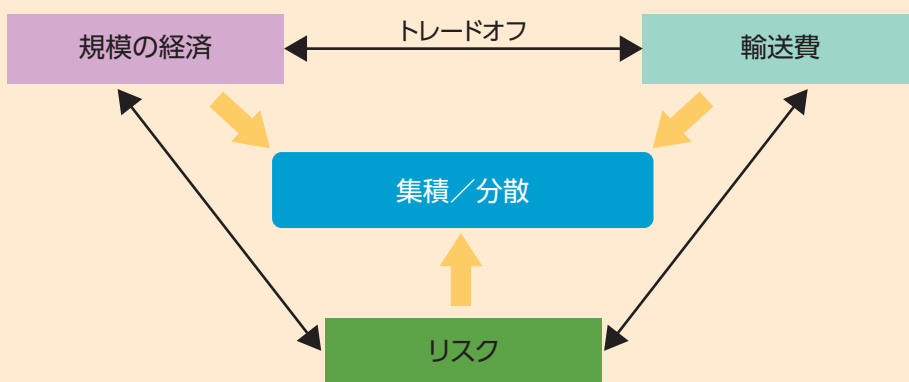 規模の経済
トレードオフ
輸送費
集積／分散
リスク